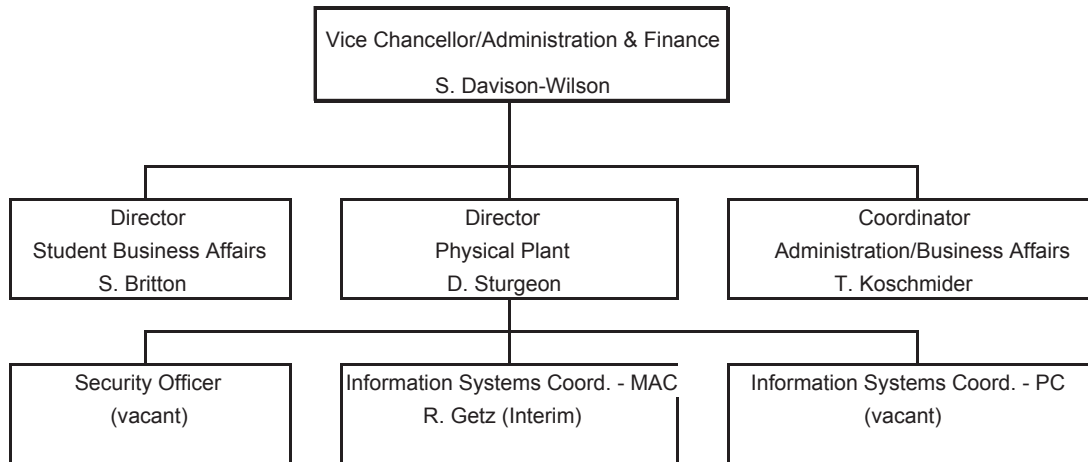 Vice Chancellor/Administration & Finance
S. Davison-Wilson
Director
Student Business Affairs
S. Britton
Director
Physical Plant
D. Sturgeon
Coordinator
Administration/Business Affairs
T. Koschmider
Security Officer
(vacant)
Information Systems Coord. - MAC
R. Getz (Interim)
Information Systems Coord. - PC
(vacant)